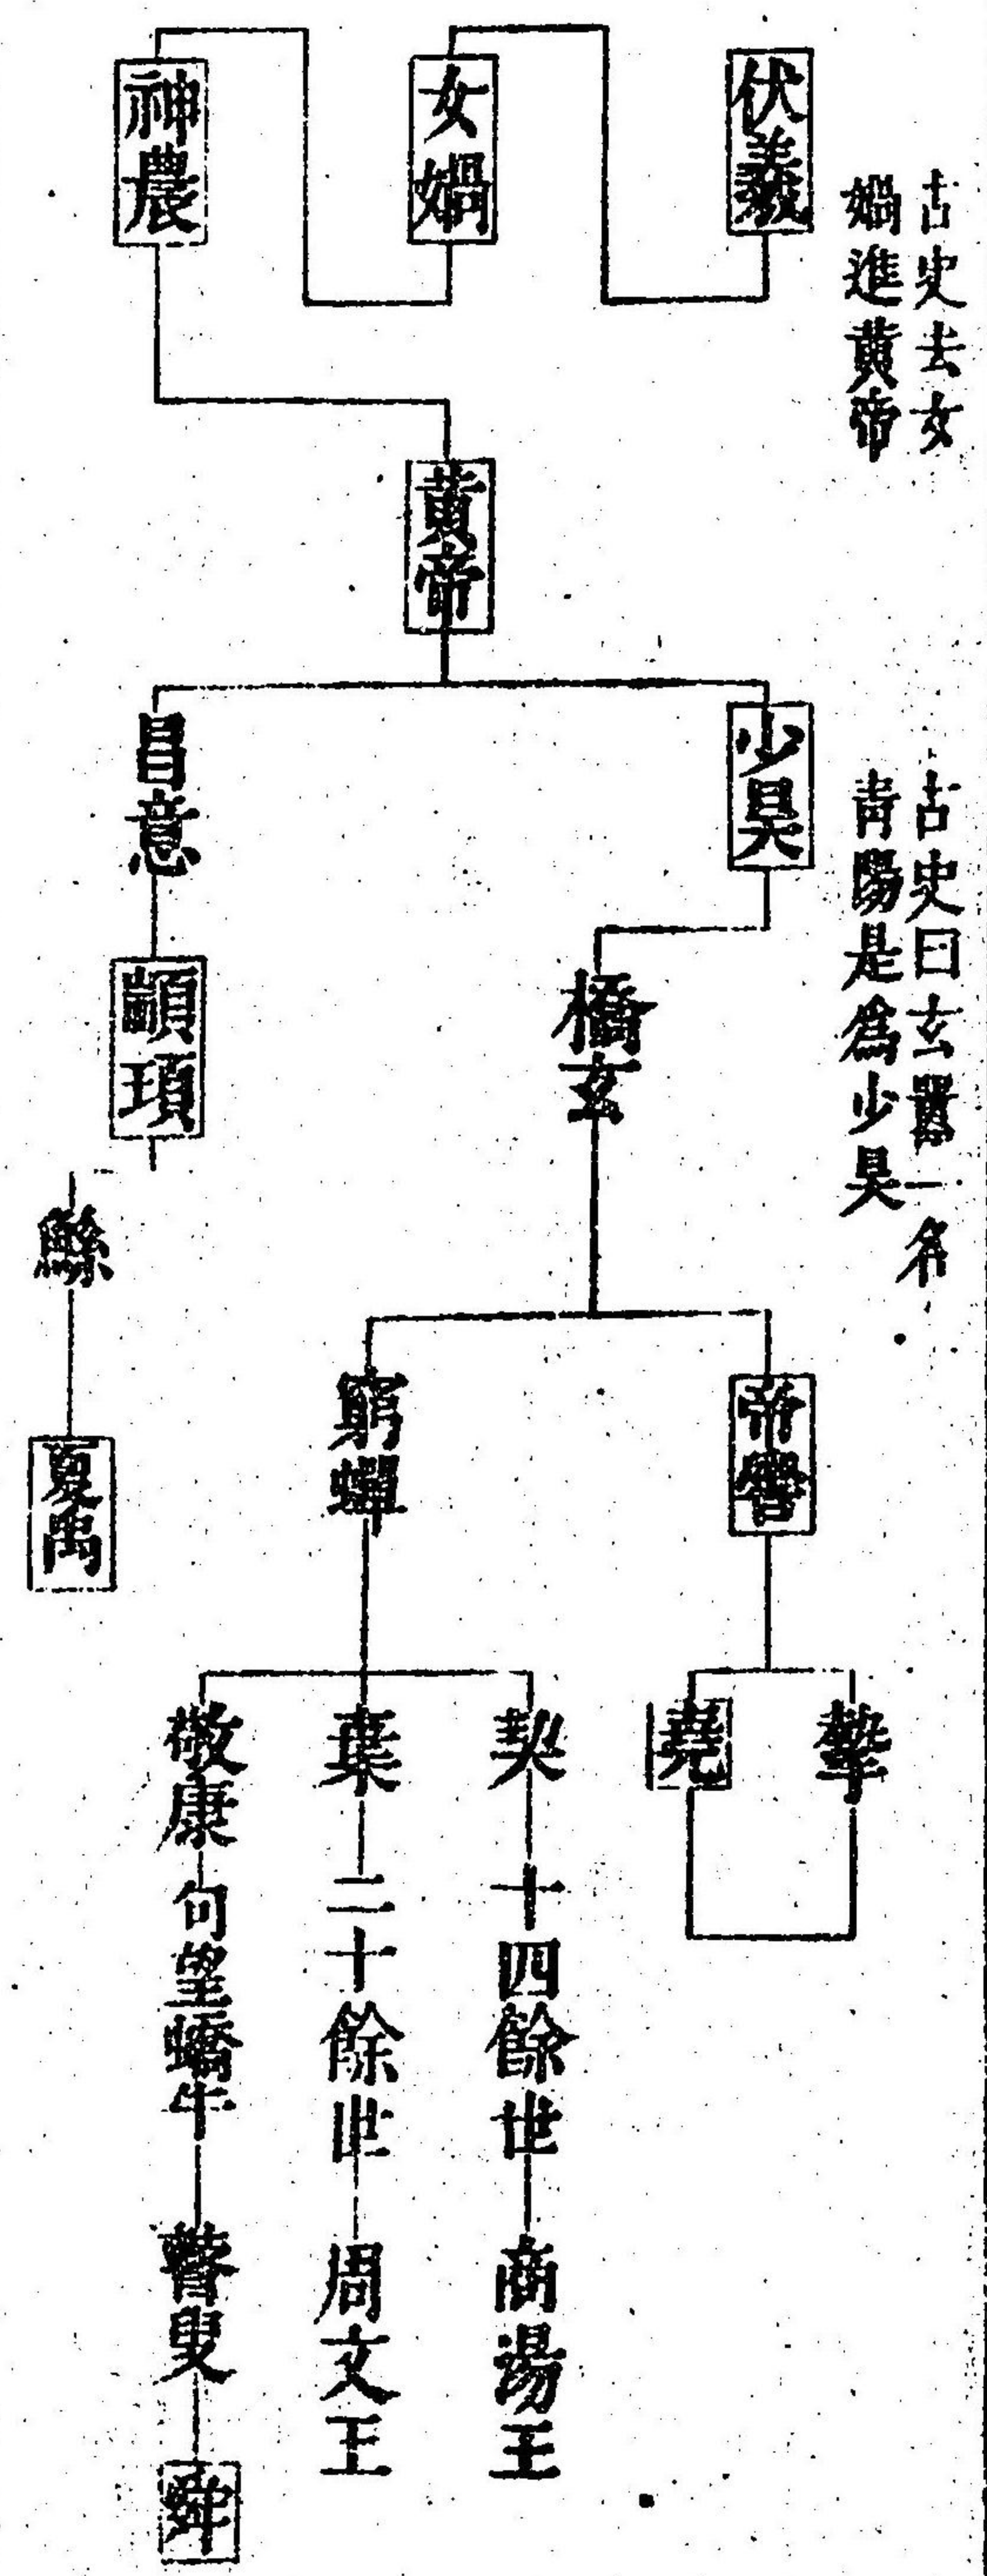 古史去女
媧進黃帝
伏羲
女媧
神農
黃帝
古史曰玄囂一名
青陽是為少昊
少昊
昌意
顓頊
橋玄
鯀
夏禹
帝嚳
窮蟬
摯
堯
契
十四餘世
商湯王
棄
二十餘世
周文王
敬康
句望
蟜牛
瞽叟
舜